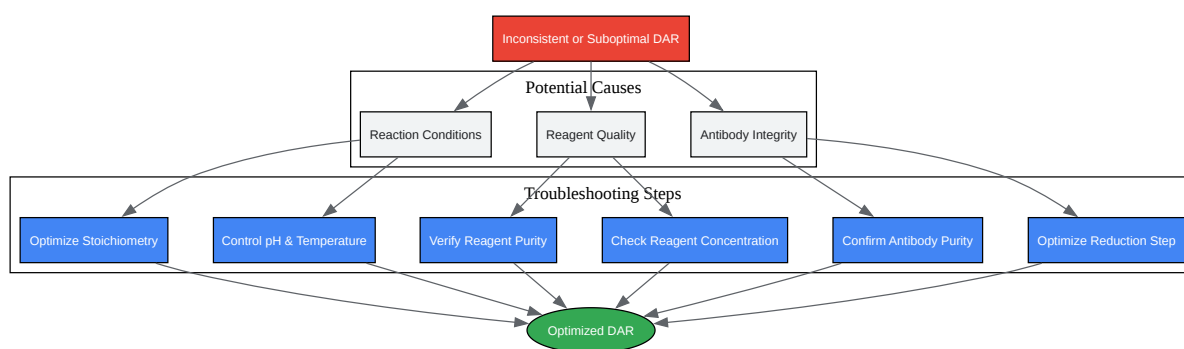 Inconsistent or Suboptimal DAR
Potential Causes
Reaction Conditions
Reagent Quality
Antibody Integrity
Troubleshooting Steps
Optimize Stoichiometry
Control pH & Temperature
Verify Reagent Purity
Check Reagent Concentration
Confirm Antibody Purity
Optimize Reduction Step
Optimized DAR